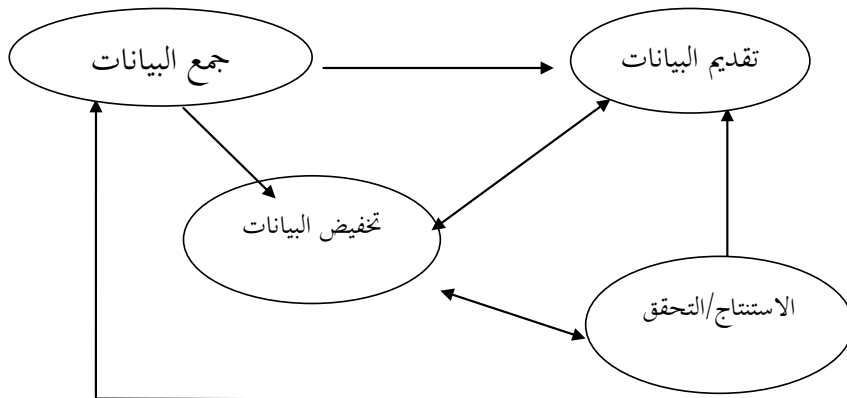 جمع البيانات
تقديم البيانات
تخفيض البيانات
الاستنتاج/التحقق